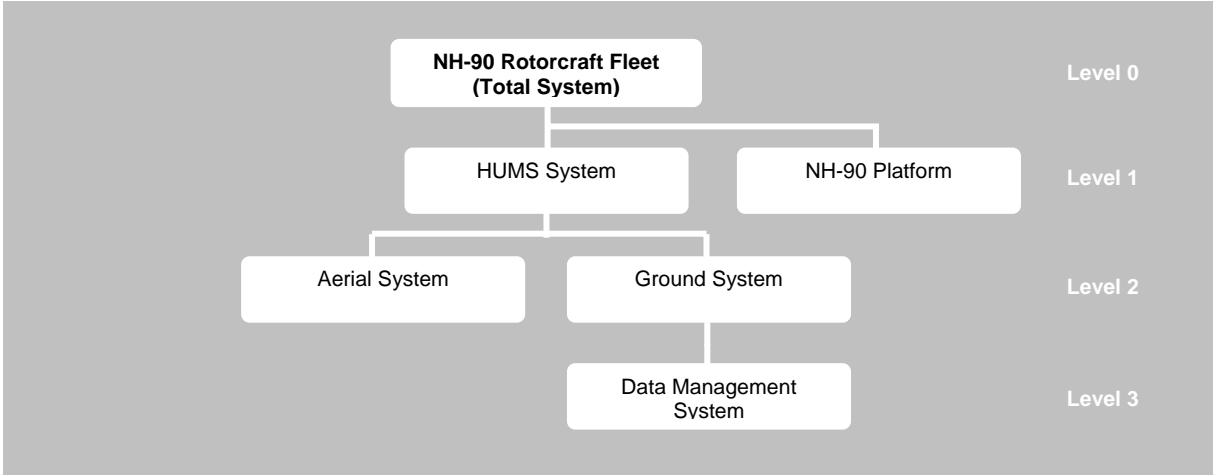 NH-90 Rotorcraft Fleet
(Total System)
Level 0
HUMS System
NH-90 Platform
Level 1
Aerial System
Ground System
Level 2
Data Management
System
Level 3